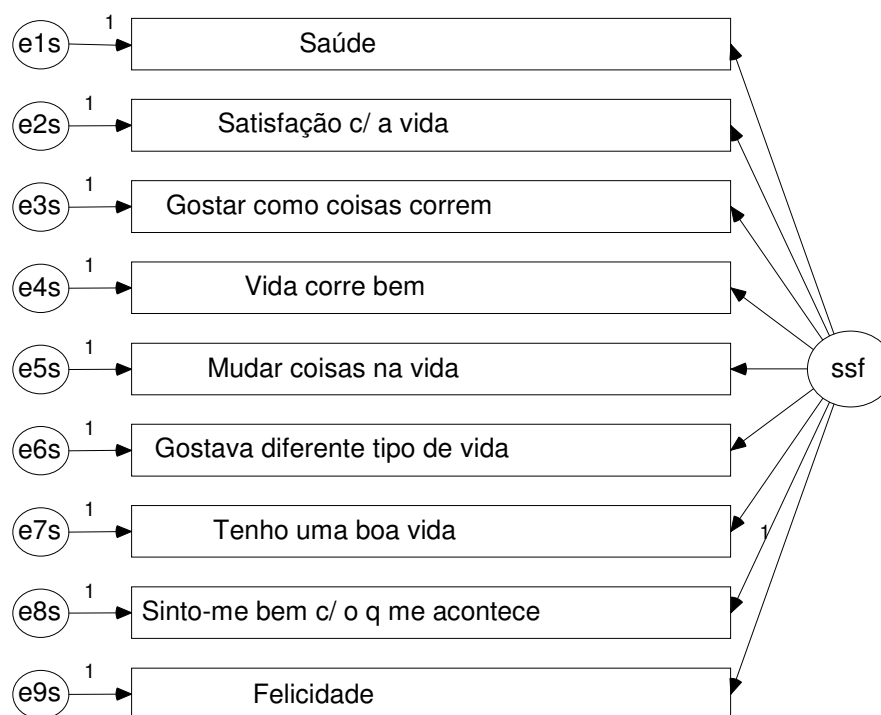 1
e1s Saúde
1
e2s Satisfação c/ a vida
1
e3s Gostar como coisas correm
1
e4s Vida corre bem
1
e5s Mudar coisas na vida ssf
1
e6s Gostava diferente tipo de vida
1
e7s Tenho uma boa vida
1
1
e8s Sinto-me bem c/ o q me acontece
1
e9s Felicidade